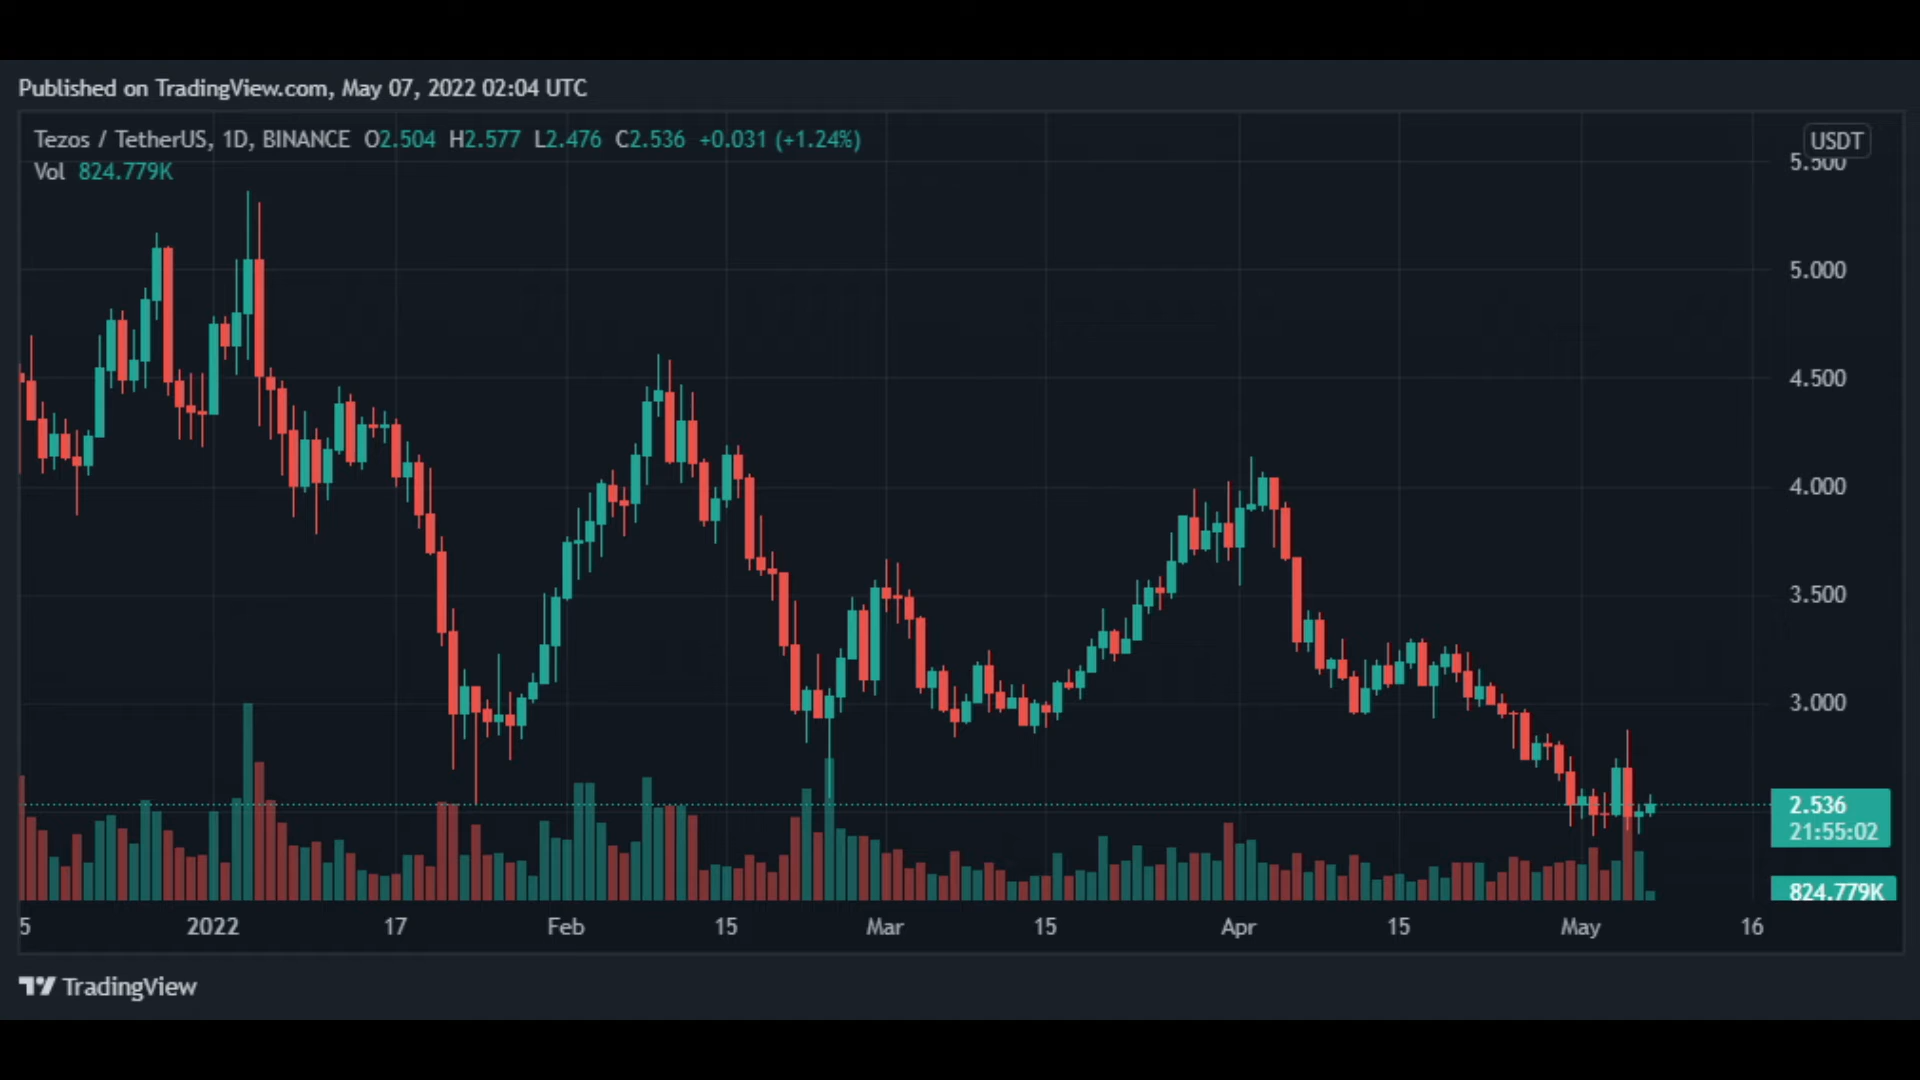 Published on TradingView.com, May 07, 2022 02:04 UTC
Tezos / TetherUS, 1D, BINANCE O2.504 H2.577 L2.476 C2.536 +0.031 (+1.24%)
Vol 824.779K
USDT
5.500
5.000
4.500
4.000
3.500
3.000
2.536
21:55:02
824.779K
5 2022 17 Feb 15 Mar 15 Apr 15 May 16
TradingView